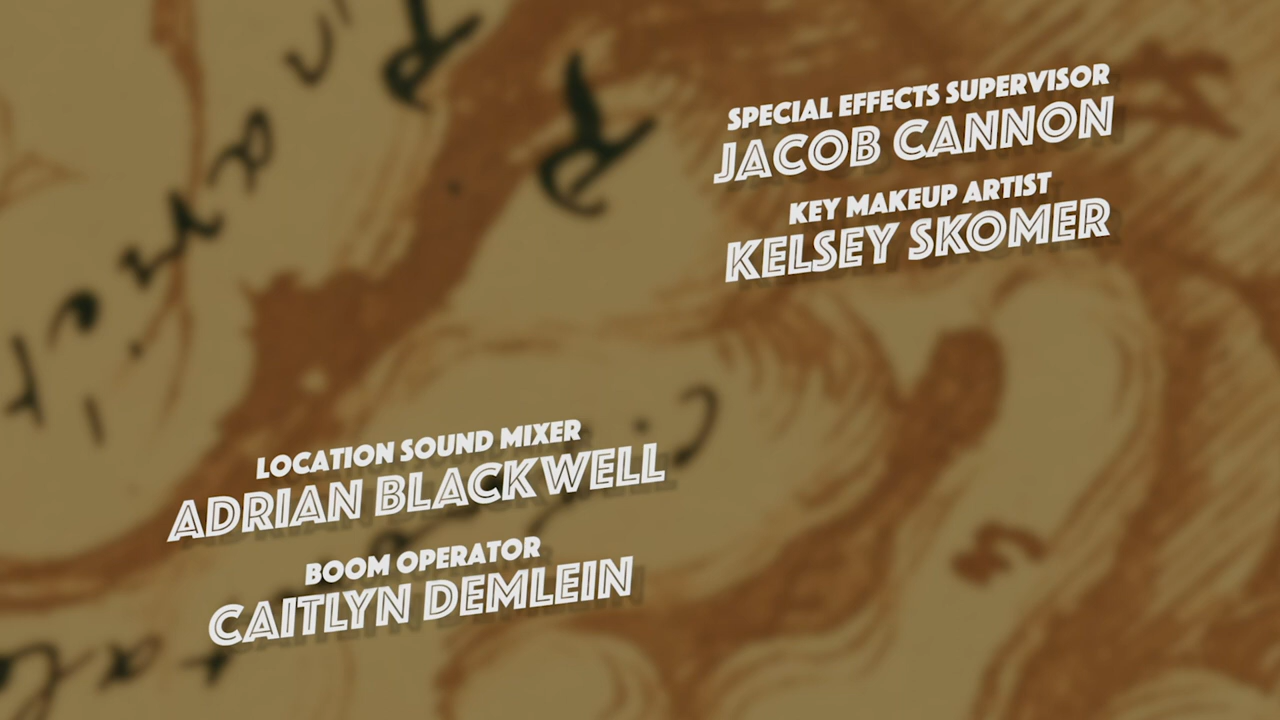 SPECIAL EFFECTS SUPERVISOR
JACOB CANNON
KEY MAKEUP ARTIST
KELSEY SKOMER
LOCATION SOUND MIXER
ADRIAN BLACKWELL
BOOM OPERATOR
CAITLYN DEMLEIN